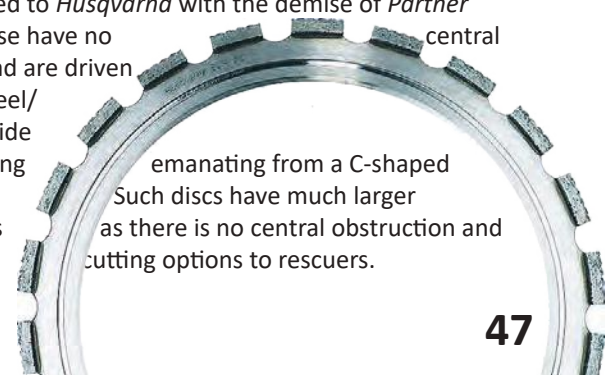 ed to Husqvarna with the demise of Partner
se have no central
nd are driven
eel/
ide
ng emanating from a C-shaped
Such discs have much larger
s as there is no central obstruction and
cutting options to rescuers.
47